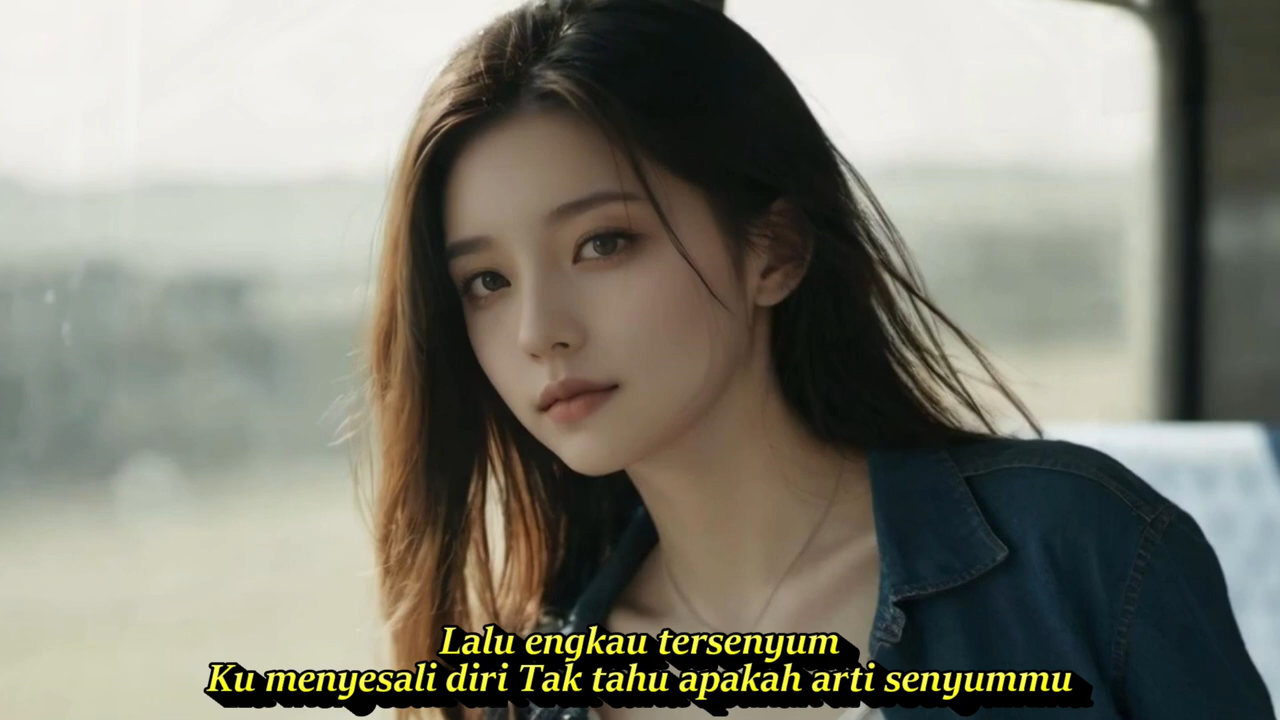 Lalu engkau tersenyum
Ku menyesali diri Tak tahu apakah arti senyummu